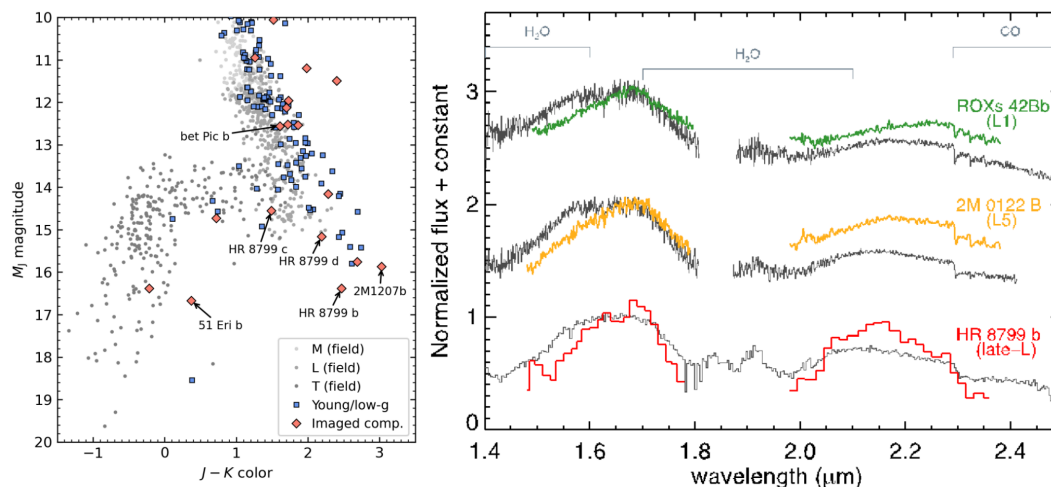 10
11
12
13
14
15
16
17
18
19
20
M_J magnitude
bet Pic b
HR 8799 c
HR 8799 d
2M1207b
HR 8799 b
51 Eri b
M (field)
L (field)
T (field)
Young/low-g
Imaged comp.
−1 0 1 2 3
J − K color
H₂O
H₂O
CO
3
2
1
0
Normalized flux + constant
ROXs 42Bb
(L1)
2M 0122 B
(L5)
HR 8799 b
(late−L)
1.4 1.6 1.8 2.0 2.2 2.4
wavelength (μm)